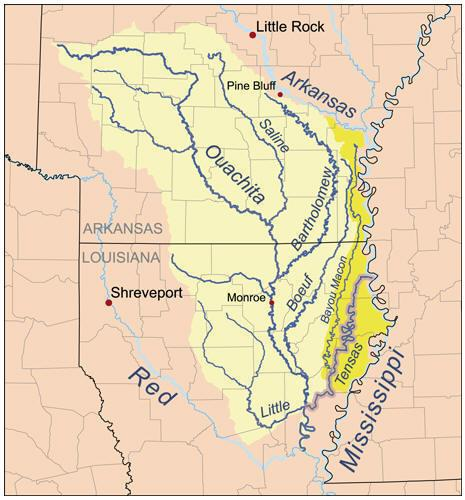 Little Rock
Pine Bluff
Arkansas
Saline
Ouachita
Bartholomew
ARKANSAS
LOUISIANA
Boeuf
Bayou Macon
Shreveport
Monroe
Tensas
Red
Little
Mississippi